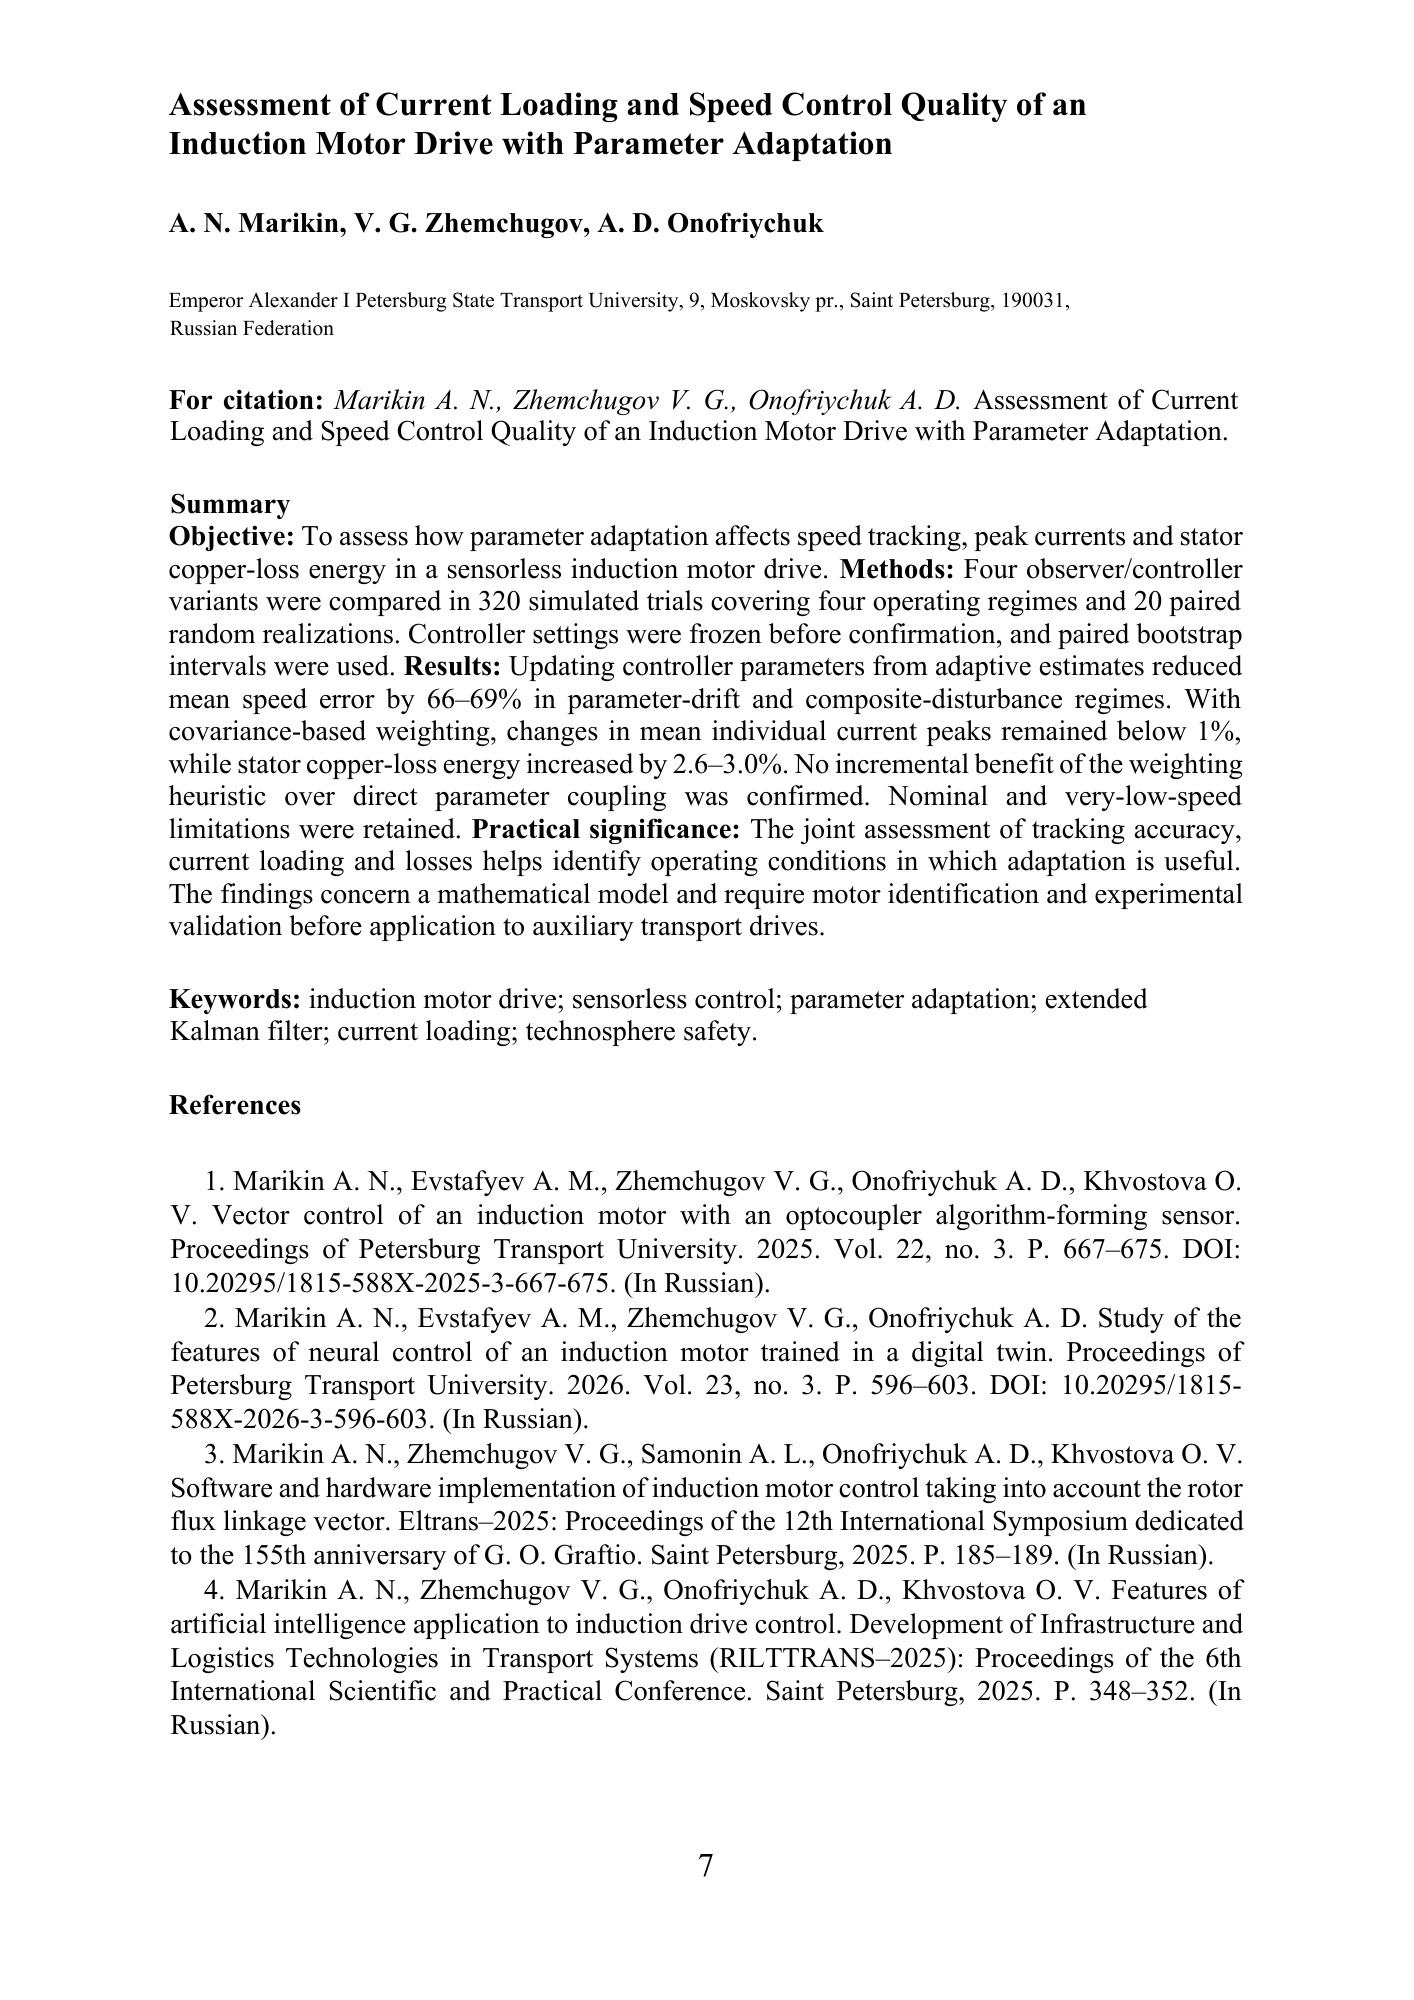 Assessment of Current Loading and Speed Control Quality of an
Induction Motor Drive with Parameter Adaptation
A. N. Marikin, V. G. Zhemchugov, A. D. Onofriychuk
Emperor Alexander I Petersburg State Transport University, 9, Moskovsky pr., Saint Petersburg, 190031,
Russian Federation
For citation: Marikin A. N., Zhemchugov V. G., Onofriychuk A. D. Assessment of Current
Loading and Speed Control Quality of an Induction Motor Drive with Parameter Adaptation.
Summary
Objective: To assess how parameter adaptation affects speed tracking, peak currents and stator
copper-loss energy in a sensorless induction motor drive. Methods: Four observer/controller
variants were compared in 320 simulated trials covering four operating regimes and 20 paired
random realizations. Controller settings were frozen before confirmation, and paired bootstrap
intervals were used. Results: Updating controller parameters from adaptive estimates reduced
mean speed error by 66–69% in parameter-drift and composite-disturbance regimes. With
covariance-based weighting, changes in mean individual current peaks remained below 1%,
while stator copper-loss energy increased by 2.6–3.0%. No incremental benefit of the weighting
heuristic over direct parameter coupling was confirmed. Nominal and very-low-speed
limitations were retained. Practical significance: The joint assessment of tracking accuracy,
current loading and losses helps identify operating conditions in which adaptation is useful.
The findings concern a mathematical model and require motor identification and experimental
validation before application to auxiliary transport drives.
Keywords: induction motor drive; sensorless control; parameter adaptation; extended
Kalman filter; current loading; technosphere safety.
References
1. Marikin A. N., Evstafyev A. M., Zhemchugov V. G., Onofriychuk A. D., Khvostova O.
V. Vector control of an induction motor with an optocoupler algorithm-forming sensor.
Proceedings of Petersburg Transport University. 2025. Vol. 22, no. 3. P. 667–675. DOI:
10.20295/1815-588X-2025-3-667-675. (In Russian).
2. Marikin A. N., Evstafyev A. M., Zhemchugov V. G., Onofriychuk A. D. Study of the
features of neural control of an induction motor trained in a digital twin. Proceedings of
Petersburg Transport University. 2026. Vol. 23, no. 3. P. 596–603. DOI: 10.20295/1815-
588X-2026-3-596-603. (In Russian).
3. Marikin A. N., Zhemchugov V. G., Samonin A. L., Onofriychuk A. D., Khvostova O. V.
Software and hardware implementation of induction motor control taking into account the rotor
flux linkage vector. Eltrans–2025: Proceedings of the 12th International Symposium dedicated
to the 155th anniversary of G. O. Graftio. Saint Petersburg, 2025. P. 185–189. (In Russian).
4. Marikin A. N., Zhemchugov V. G., Onofriychuk A. D., Khvostova O. V. Features of
artificial intelligence application to induction drive control. Development of Infrastructure and
Logistics Technologies in Transport Systems (RILTTRANS–2025): Proceedings of the 6th
International Scientific and Practical Conference. Saint Petersburg, 2025. P. 348–352. (In
Russian).
7